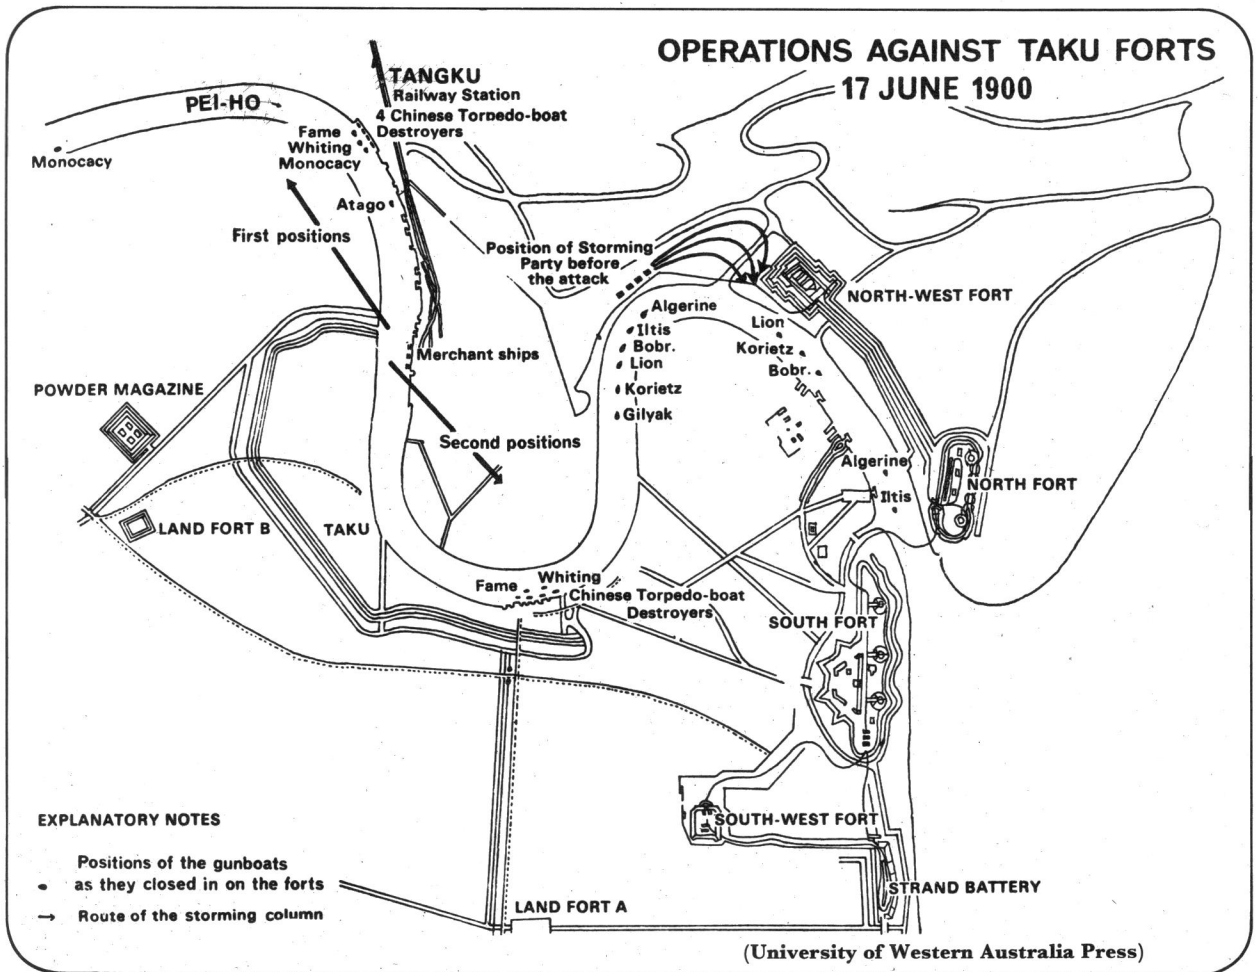 OPERATIONS AGAINST TAKU FORTS
17 JUNE 1900
TANGKU
Railway Station
4 Chinese Torpedo-boat
Destroyers
PEI-HO
Monocacy
Fame
Whiting
Monocacy
Atago
First positions
Position of Storming
Party before
the attack
NORTH-WEST FORT
Algerine
Iltis
Bobr.
Lion
Korietz
Gilyak
Lion
Korietz
Bobr.
Merchant ships
POWDER MAGAZINE
Second positions
Algerine
Iltis
NORTH FORT
LAND FORT B
TAKU
Fame
Whiting
Chinese Torpedo-boat
Destroyers
SOUTH FORT
SOUTH-WEST FORT
EXPLANATORY NOTES
Positions of the gunboats
as they closed in on the forts
Route of the storming column
STRAND BATTERY
LAND FORT A
(University of Western Australia Press)